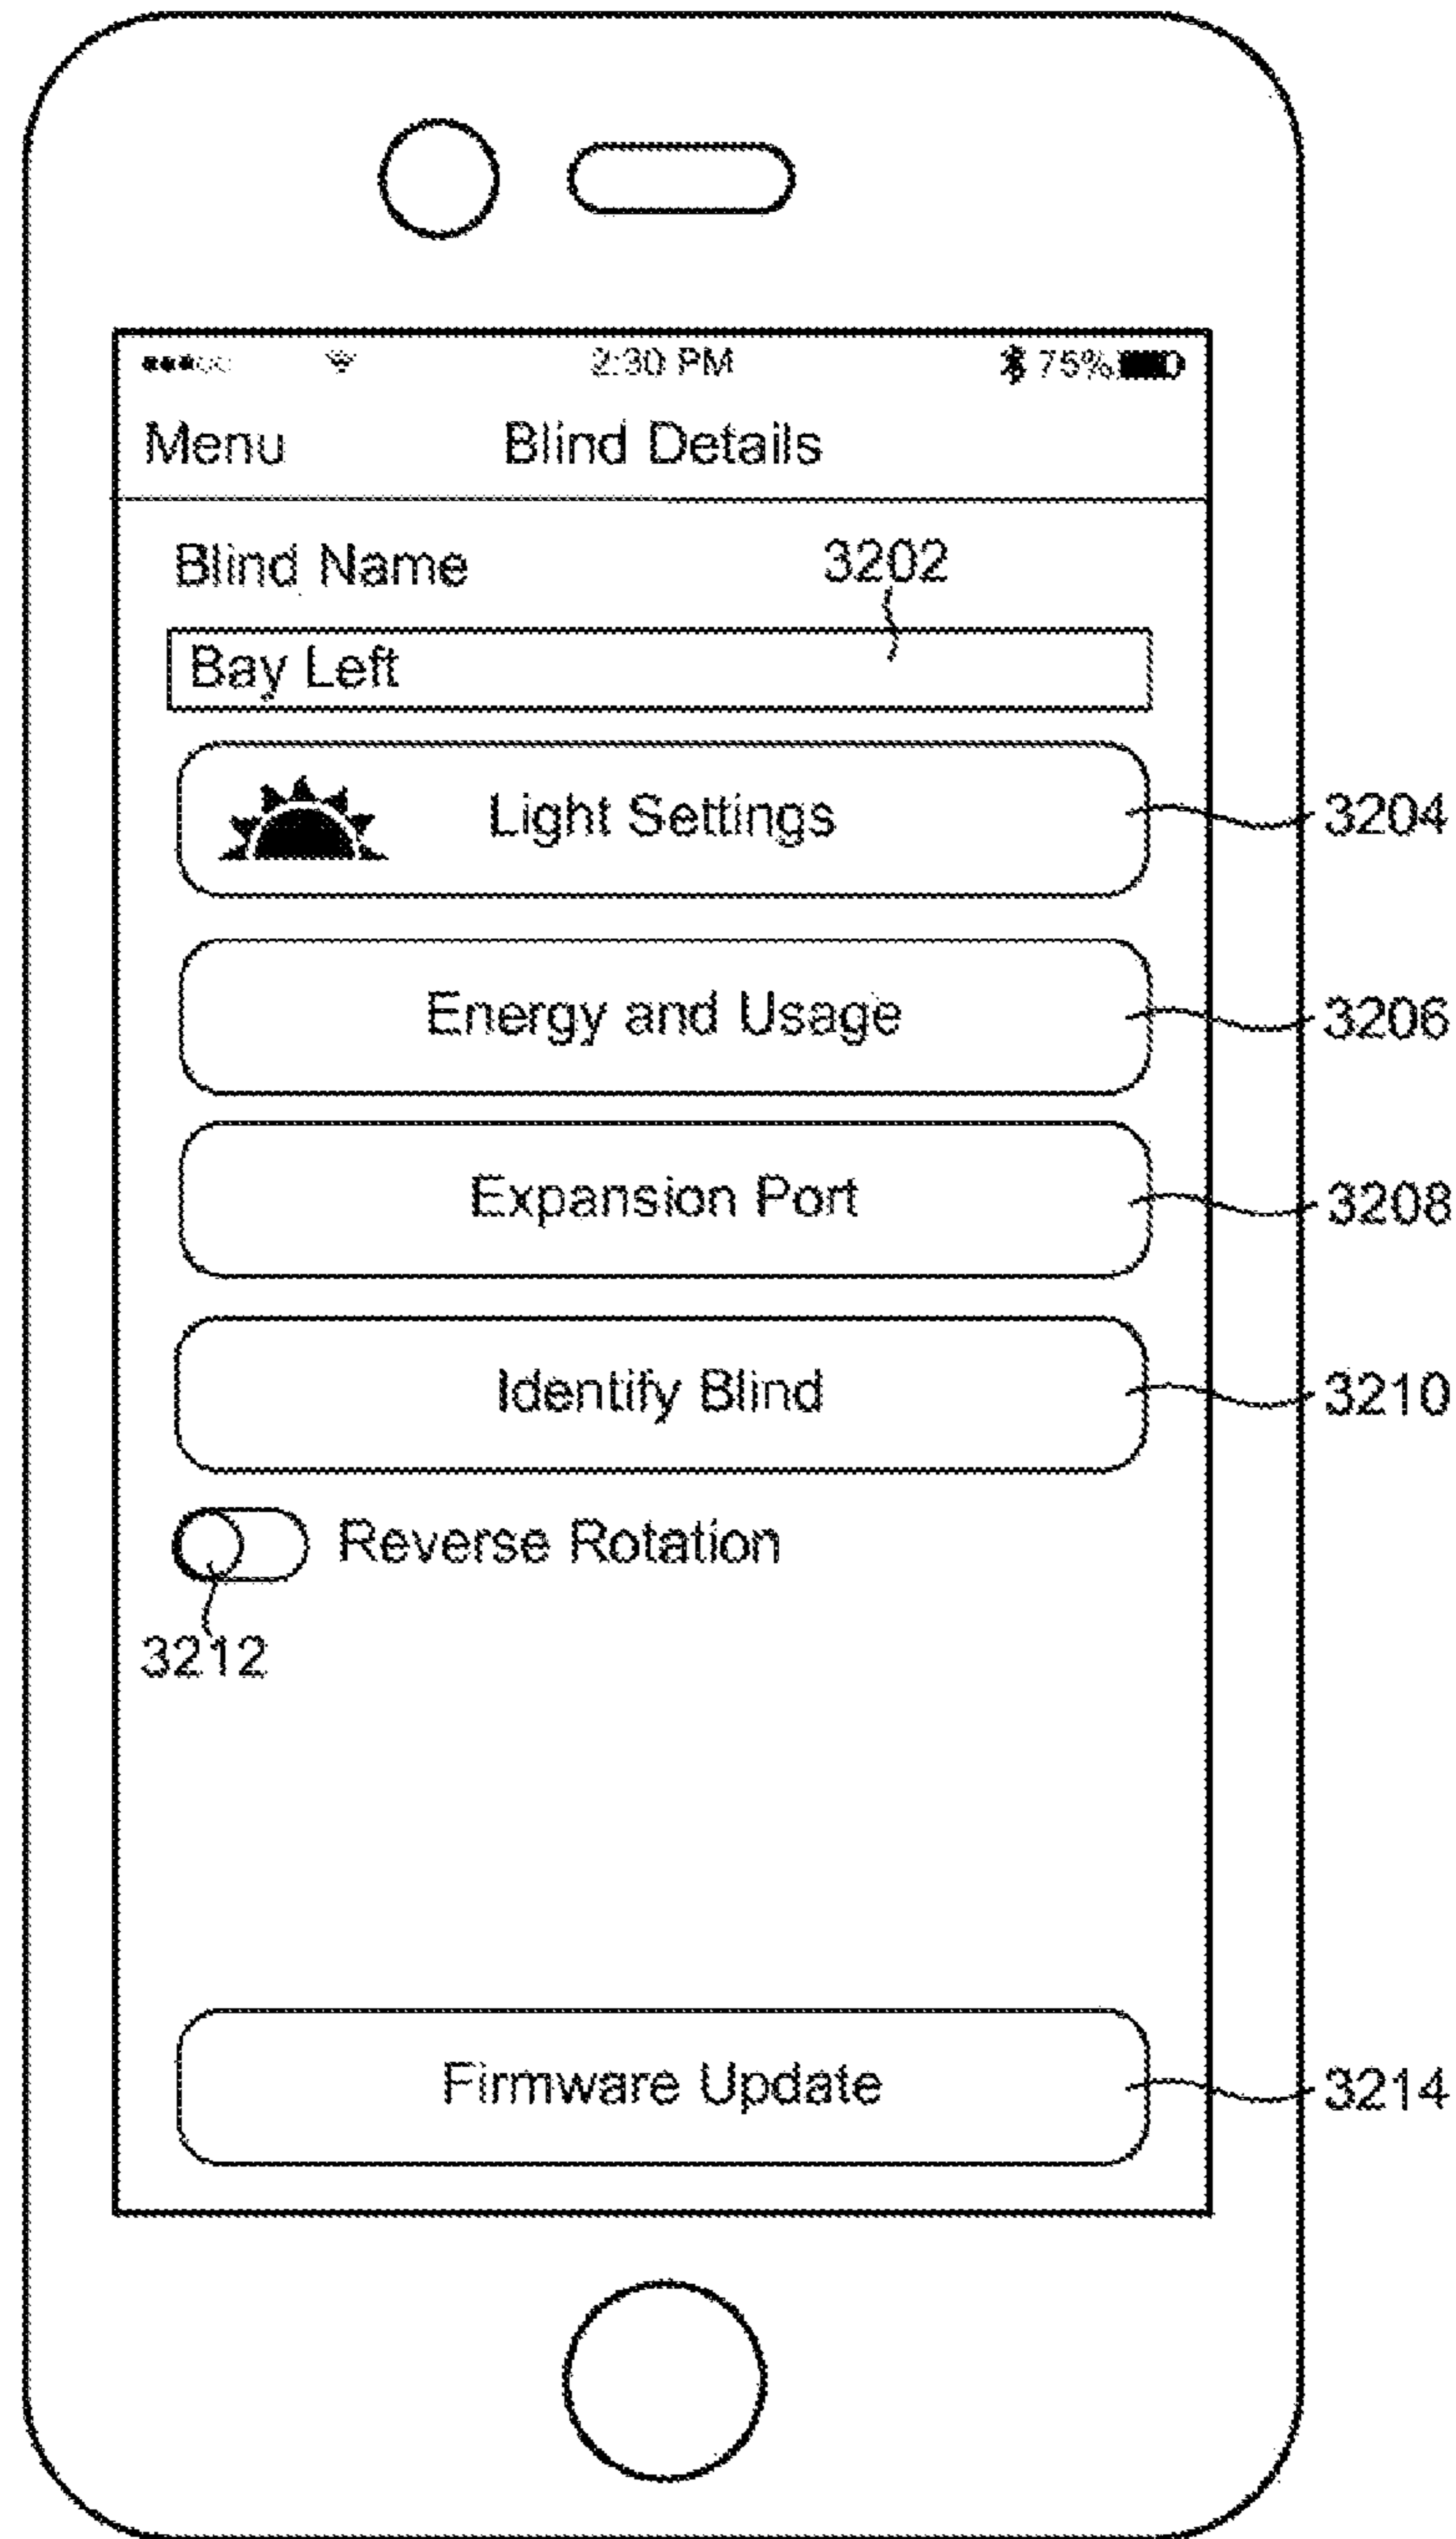 2:30 PM 75%
Menu Blind Details
Blind Name 3202
Bay Left
Light Settings 3204
Energy and Usage 3206
Expansion Port 3208
Identify Blind 3210
Reverse Rotation
3212
Firmware Update 3214